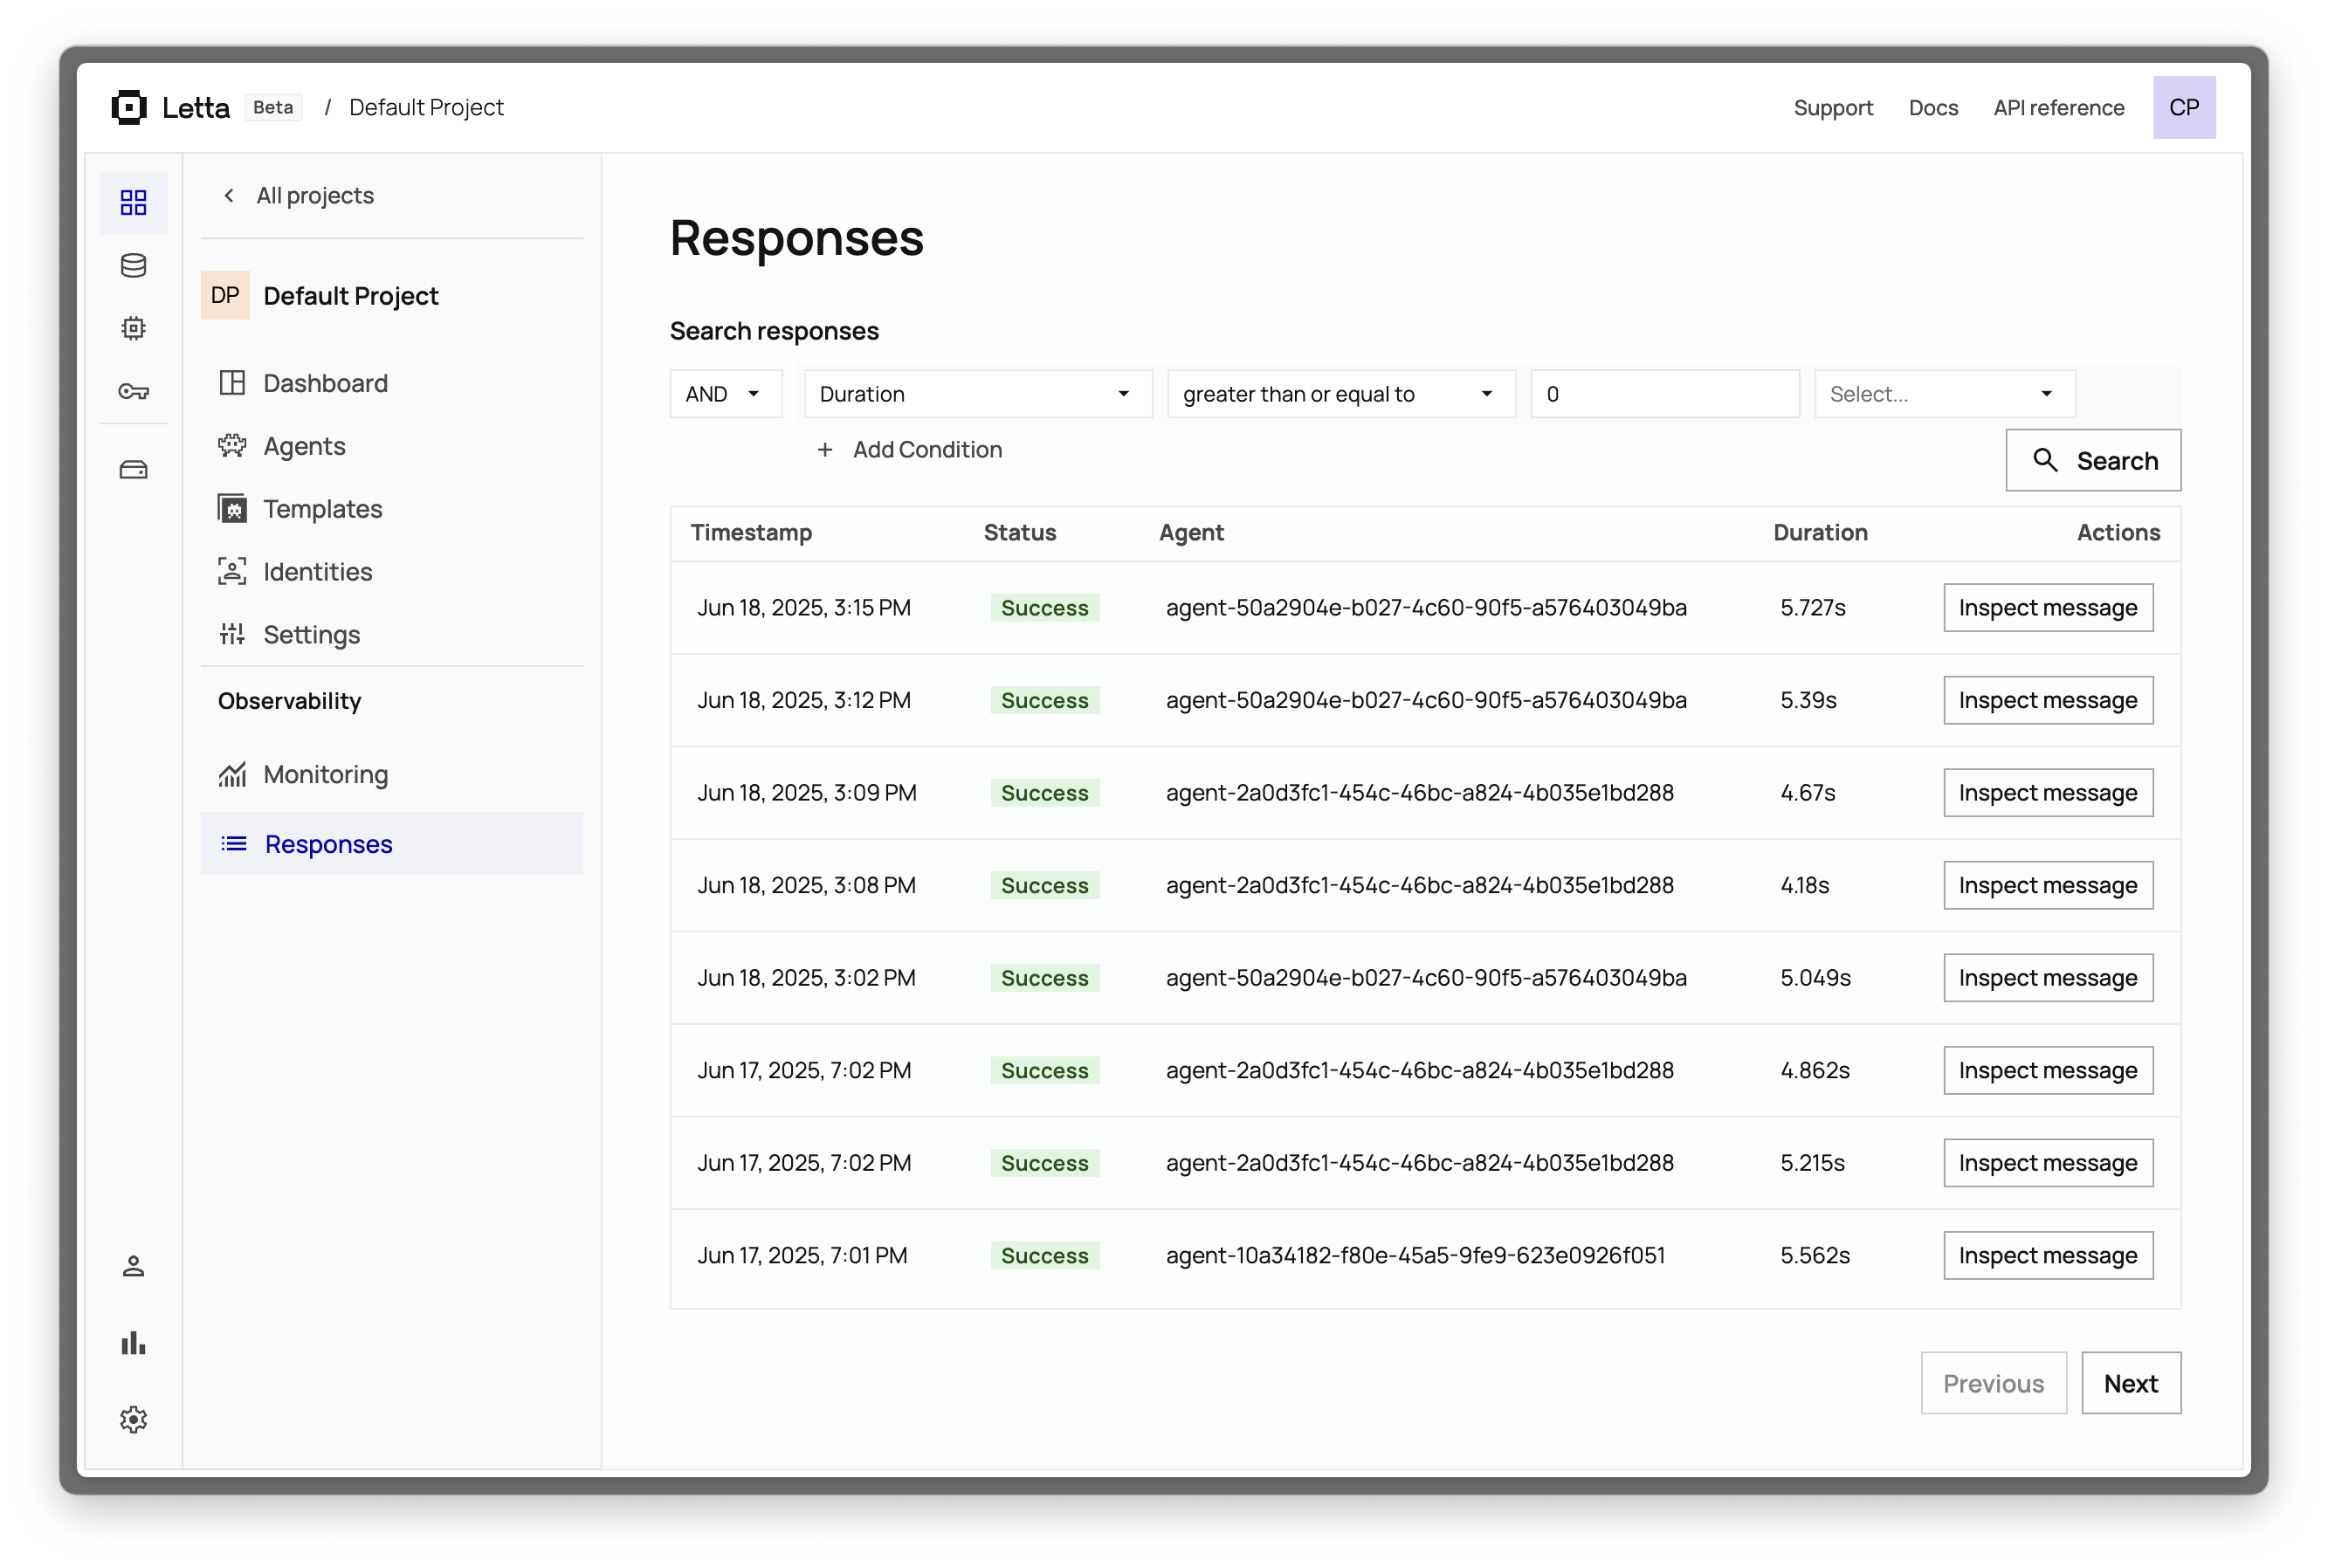 Letta Beta / Default Project
Support Docs API reference CP
All projects
DP Default Project
Dashboard
Agents
Templates
Identities
Settings
Observability
Monitoring
Responses
Responses
Search responses
AND Duration greater than or equal to 0 Select...
+ Add Condition
Search
Timestamp Status Agent Duration Actions
Jun 18, 2025, 3:15 PM Success agent-50a2904e-b027-4c60-90f5-a576403049ba 5.727s Inspect message
Jun 18, 2025, 3:12 PM Success agent-50a2904e-b027-4c60-90f5-a576403049ba 5.39s Inspect message
Jun 18, 2025, 3:09 PM Success agent-2a0d3fc1-454c-46bc-a824-4b035e1bd288 4.67s Inspect message
Jun 18, 2025, 3:08 PM Success agent-2a0d3fc1-454c-46bc-a824-4b035e1bd288 4.18s Inspect message
Jun 18, 2025, 3:02 PM Success agent-50a2904e-b027-4c60-90f5-a576403049ba 5.049s Inspect message
Jun 17, 2025, 7:02 PM Success agent-2a0d3fc1-454c-46bc-a824-4b035e1bd288 4.862s Inspect message
Jun 17, 2025, 7:02 PM Success agent-2a0d3fc1-454c-46bc-a824-4b035e1bd288 5.215s Inspect message
Jun 17, 2025, 7:01 PM Success agent-10a34182-f80e-45a5-9fe9-623e0926f051 5.562s Inspect message
Previous Next